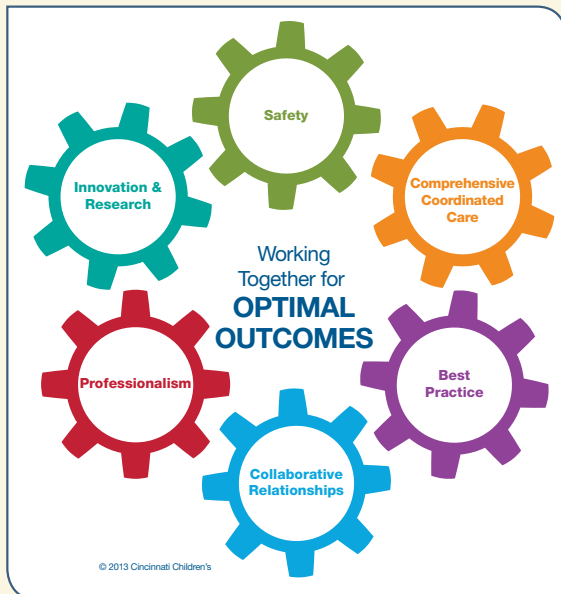 Safety
Innovation &
Research
Comprehensive
Coordinated
Care
Working
Together for
OPTIMAL
OUTCOMES
Professionalism
Best
Practice
Collaborative
Relationships
© 2013 Cincinnati Children's